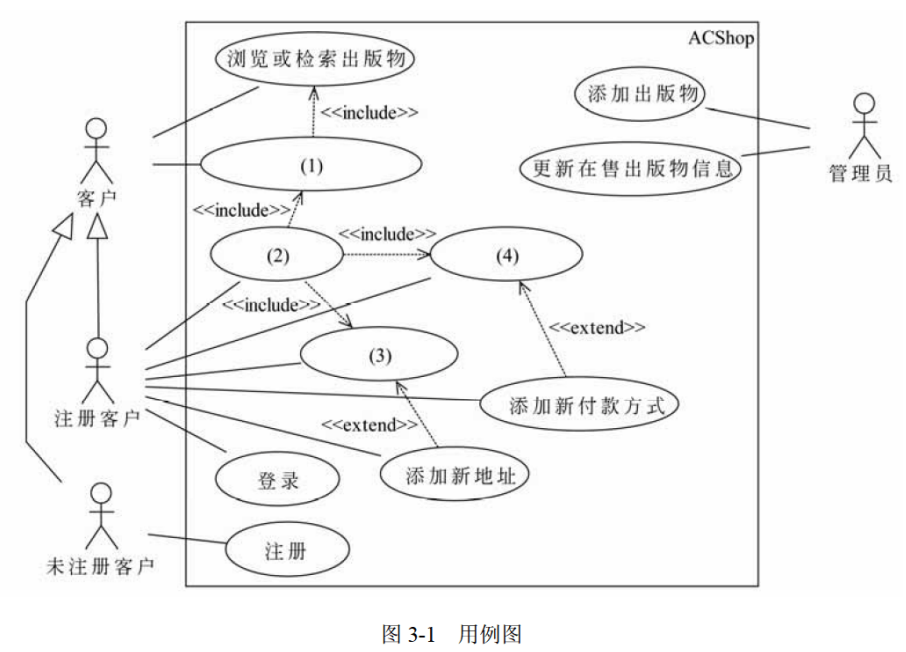 ACShop
浏览或检索出版物
添加出版物
<<include>>
客户
(1)
更新在售出版物信息
管理员
<<include>>
<<include>>
(2)
(4)
<<include>>
<<extend>>
(3)
注册客户
添加新付款方式
<<extend>>
登录
添加新地址
未注册客户
注册
图 3-1 用例图